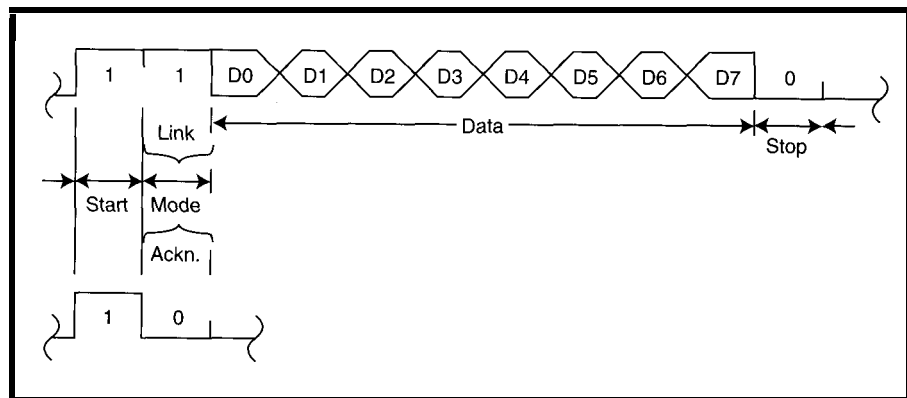 1 1 D0 D1 D2 D3 D4 D5 D6 D7 0
Link Data Stop
Start Mode
Ackn.
1 0